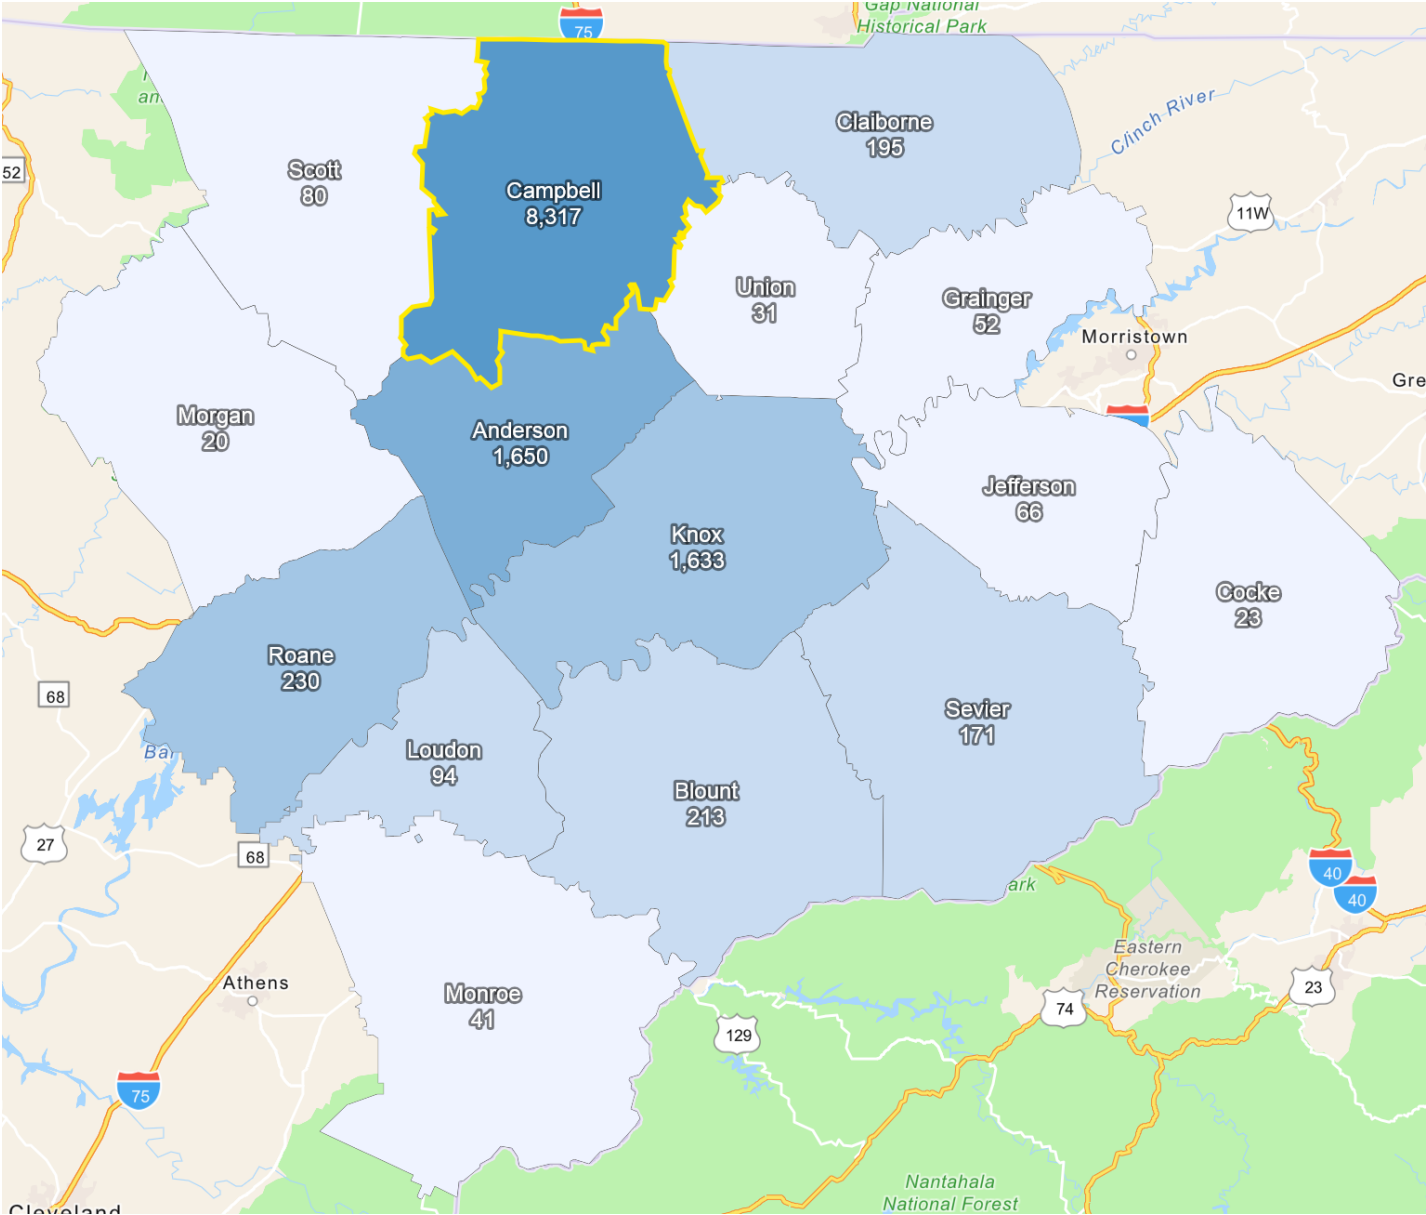 Gap National
Historical Park
75
Clinch River
Claiborne
195
an
52
Scott
80
Campbell
8,317
11W
Union
31
Grainger
52
Morristown
Gre
Morgan
20
Anderson
1,650
Jefferson
66
Knox
1,633
Cocke
23
Roane
230
68
Sevier
171
Bar
Loudon
94
Blount
213
27
68
ark
40
40
Eastern
Cherokee
Reservation
Athens
Monroe
41
23
74
129
75
Nantahala
National Forest
Cleveland